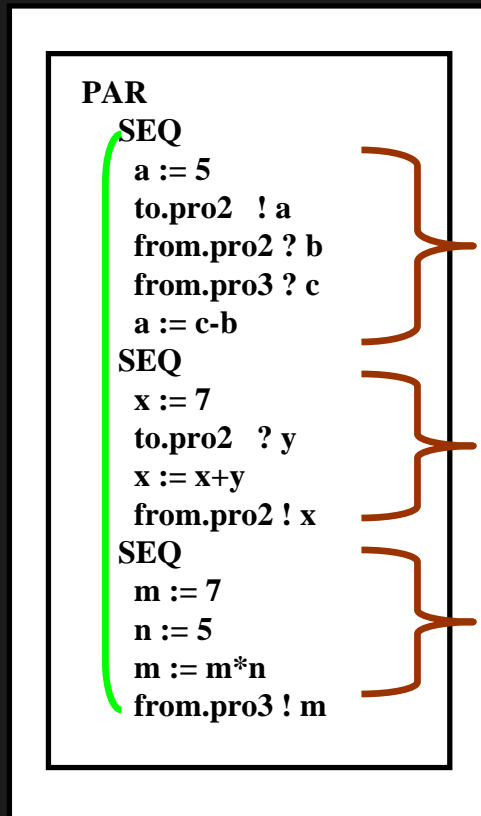 PAR
SEQ
a := 5
to.pro2 ! a
from.pro2 ? b
from.pro3 ? c
a := c-b
SEQ
x := 7
to.pro2 ? y
x := x+y
from.pro2 ! x
SEQ
m := 7
n := 5
m := m*n
from.pro3 ! m